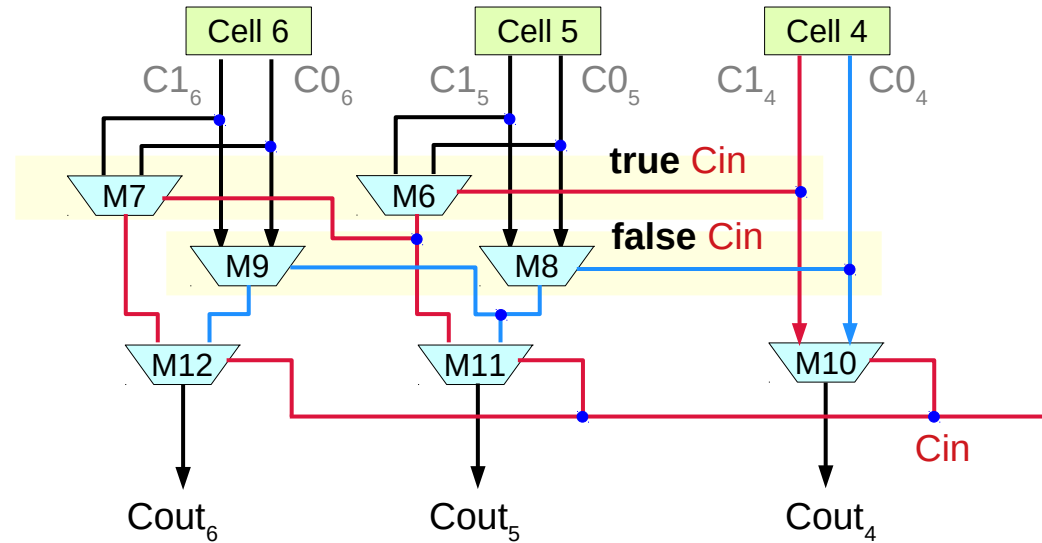 Cell 6 Cell 5 Cell 4
C1₆ C0₆ C1₅ C0₅ C1₄ C0₄
true Cin
M7 M6
false Cin
M9 M8
M12 M11 M10
Cin
Cout₆ Cout₅ Cout₄